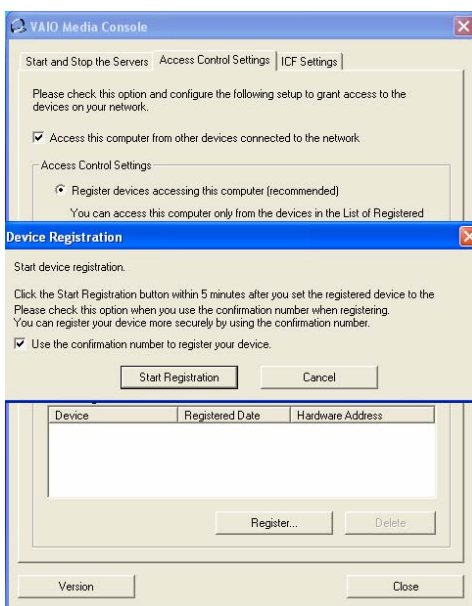 VAIO Media Console
Start and Stop the Servers Access Control Settings ICF Settings
Please check this option and configure the following setup to grant access to the
devices on your network.
Access this computer from other devices connected to the network
Access Control Settings
Register devices accessing this computer (recommended)
You can access this computer only from the devices in the List of Registered
Device Registration
Start device registration.
Click the Start Registration button within 5 minutes after you set the registered device to the
Please check this option when you use the confirmation number when registering.
You can register your device more securely by using the confirmation number.
Use the confirmation number to register your device.
Start Registration Cancel
Device Registered Date Hardware Address
Register... Delete
Version Close